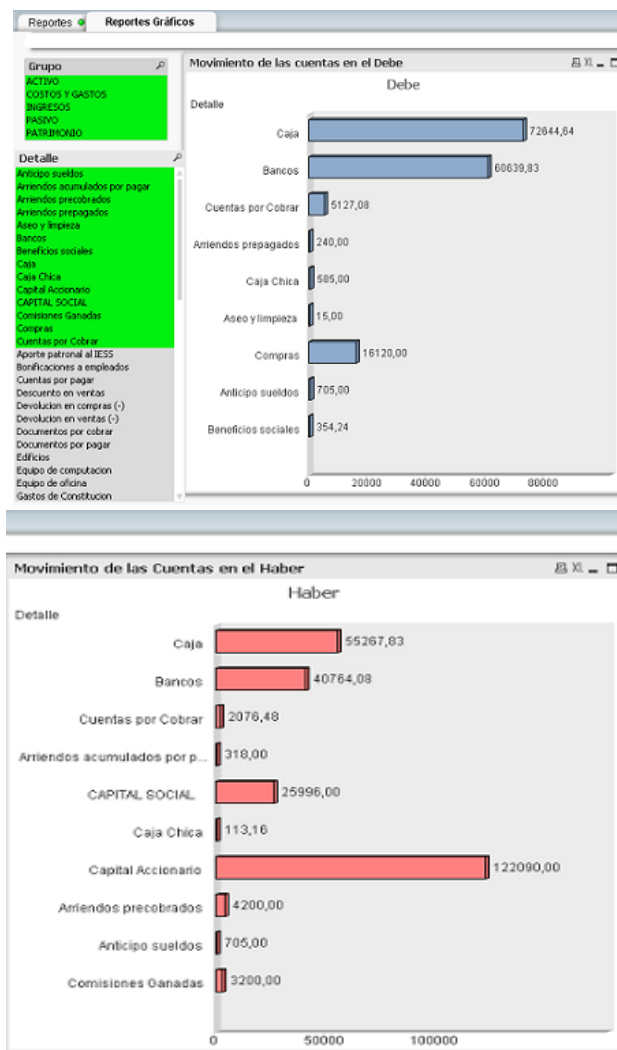 Reportes
Reportes Gráficos
Grupo
ACTIVO
COSTOS Y GASTOS
INGRESOS
PASIVO
PATRIMONIO
Detalle
Anticipo sueldos
Arriendos acumulados por pagar
Arriendos precobrados
Arriendos prepagados
Aseo y limpieza
Bancos
Beneficios sociales
Caja
Caja Chica
Capital Accionario
CAPITAL SOCIAL
Comisiones Ganadas
Compras
Cuentas por Cobrar
Aporte patronal al IESS
Bonificaciones a empleados
Cuentas por pagar
Descuento en ventas
Devolucion en compras (-)
Devolucion en ventas (-)
Documentos por cobrar
Documentos por pagar
Edificios
Equipo de computacion
Equipo de oficina
Gastos de Constitucion
Movimiento de las cuentas en el Debe
XL
Debe
Detalle
Caja 72644,64
Bancos 60639,83
Cuentas por Cobrar 5127,08
Arriendos prepagados 240,00
Caja Chica 585,00
Aseo y limpieza 15,00
Compras 16120,00
Anticipo sueldos 705,00
Beneficios sociales 354,24
0 20000 40000 60000 80000
Movimiento de las Cuentas en el Haber
XL
Haber
Detalle
Caja 55267,83
Bancos 40764,08
Cuentas por Cobrar 2076,48
Arriendos acumulados por p... 318,00
CAPITAL SOCIAL 25996,00
Caja Chica 113,16
Capital Accionario 122090,00
Arriendos precobrados 4200,00
Anticipo sueldos 705,00
Comisiones Ganadas 3200,00
0 50000 100000